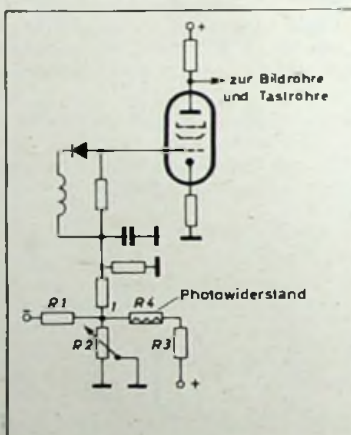 +
zur Bildröhre
und Taströhre
Photowiderstand
R1
1
R4
R2
R3
+